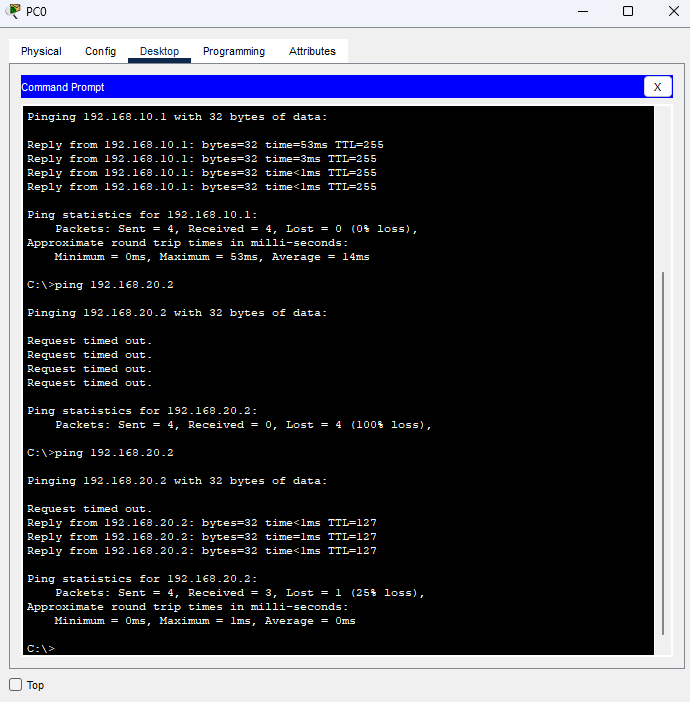 PC0
Physical Config Desktop Programming Attributes
Command Prompt X
Pinging 192.168.10.1 with 32 bytes of data:
Reply from 192.168.10.1: bytes=32 time=53ms TTL=255
Reply from 192.168.10.1: bytes=32 time=3ms TTL=255
Reply from 192.168.10.1: bytes=32 time<1ms TTL=255
Reply from 192.168.10.1: bytes=32 time<1ms TTL=255
Ping statistics for 192.168.10.1:
    Packets: Sent = 4, Received = 4, Lost = 0 (0% loss),
Approximate round trip times in milli-seconds:
    Minimum = 0ms, Maximum = 53ms, Average = 14ms
C:\>ping 192.168.20.2
Pinging 192.168.20.2 with 32 bytes of data:
Request timed out.
Request timed out.
Request timed out.
Request timed out.
Ping statistics for 192.168.20.2:
    Packets: Sent = 4, Received = 0, Lost = 4 (100% loss),
C:\>ping 192.168.20.2
Pinging 192.168.20.2 with 32 bytes of data:
Request timed out.
Reply from 192.168.20.2: bytes=32 time<1ms TTL=127
Reply from 192.168.20.2: bytes=32 time=1ms TTL=127
Reply from 192.168.20.2: bytes=32 time<1ms TTL=127
Ping statistics for 192.168.20.2:
    Packets: Sent = 4, Received = 3, Lost = 1 (25% loss),
Approximate round trip times in milli-seconds:
    Minimum = 0ms, Maximum = 1ms, Average = 0ms
C:\>
Top